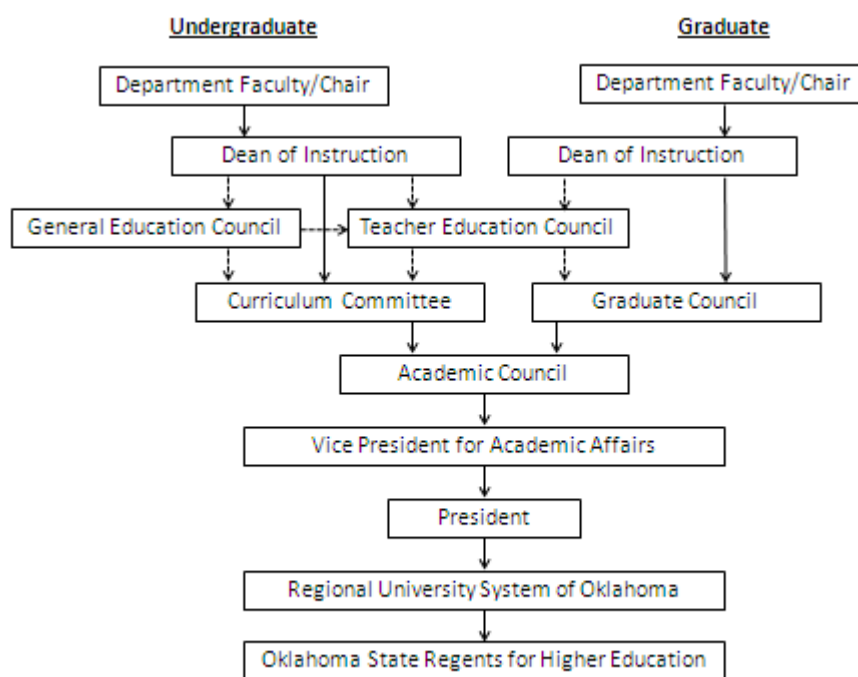 Undergraduate
Graduate
Department Faculty/Chair
Department Faculty/Chair
Dean of Instruction
Dean of Instruction
General Education Council
Teacher Education Council
Curriculum Committee
Graduate Council
Academic Council
Vice President for Academic Affairs
President
Regional University System of Oklahoma
Oklahoma State Regents for Higher Education